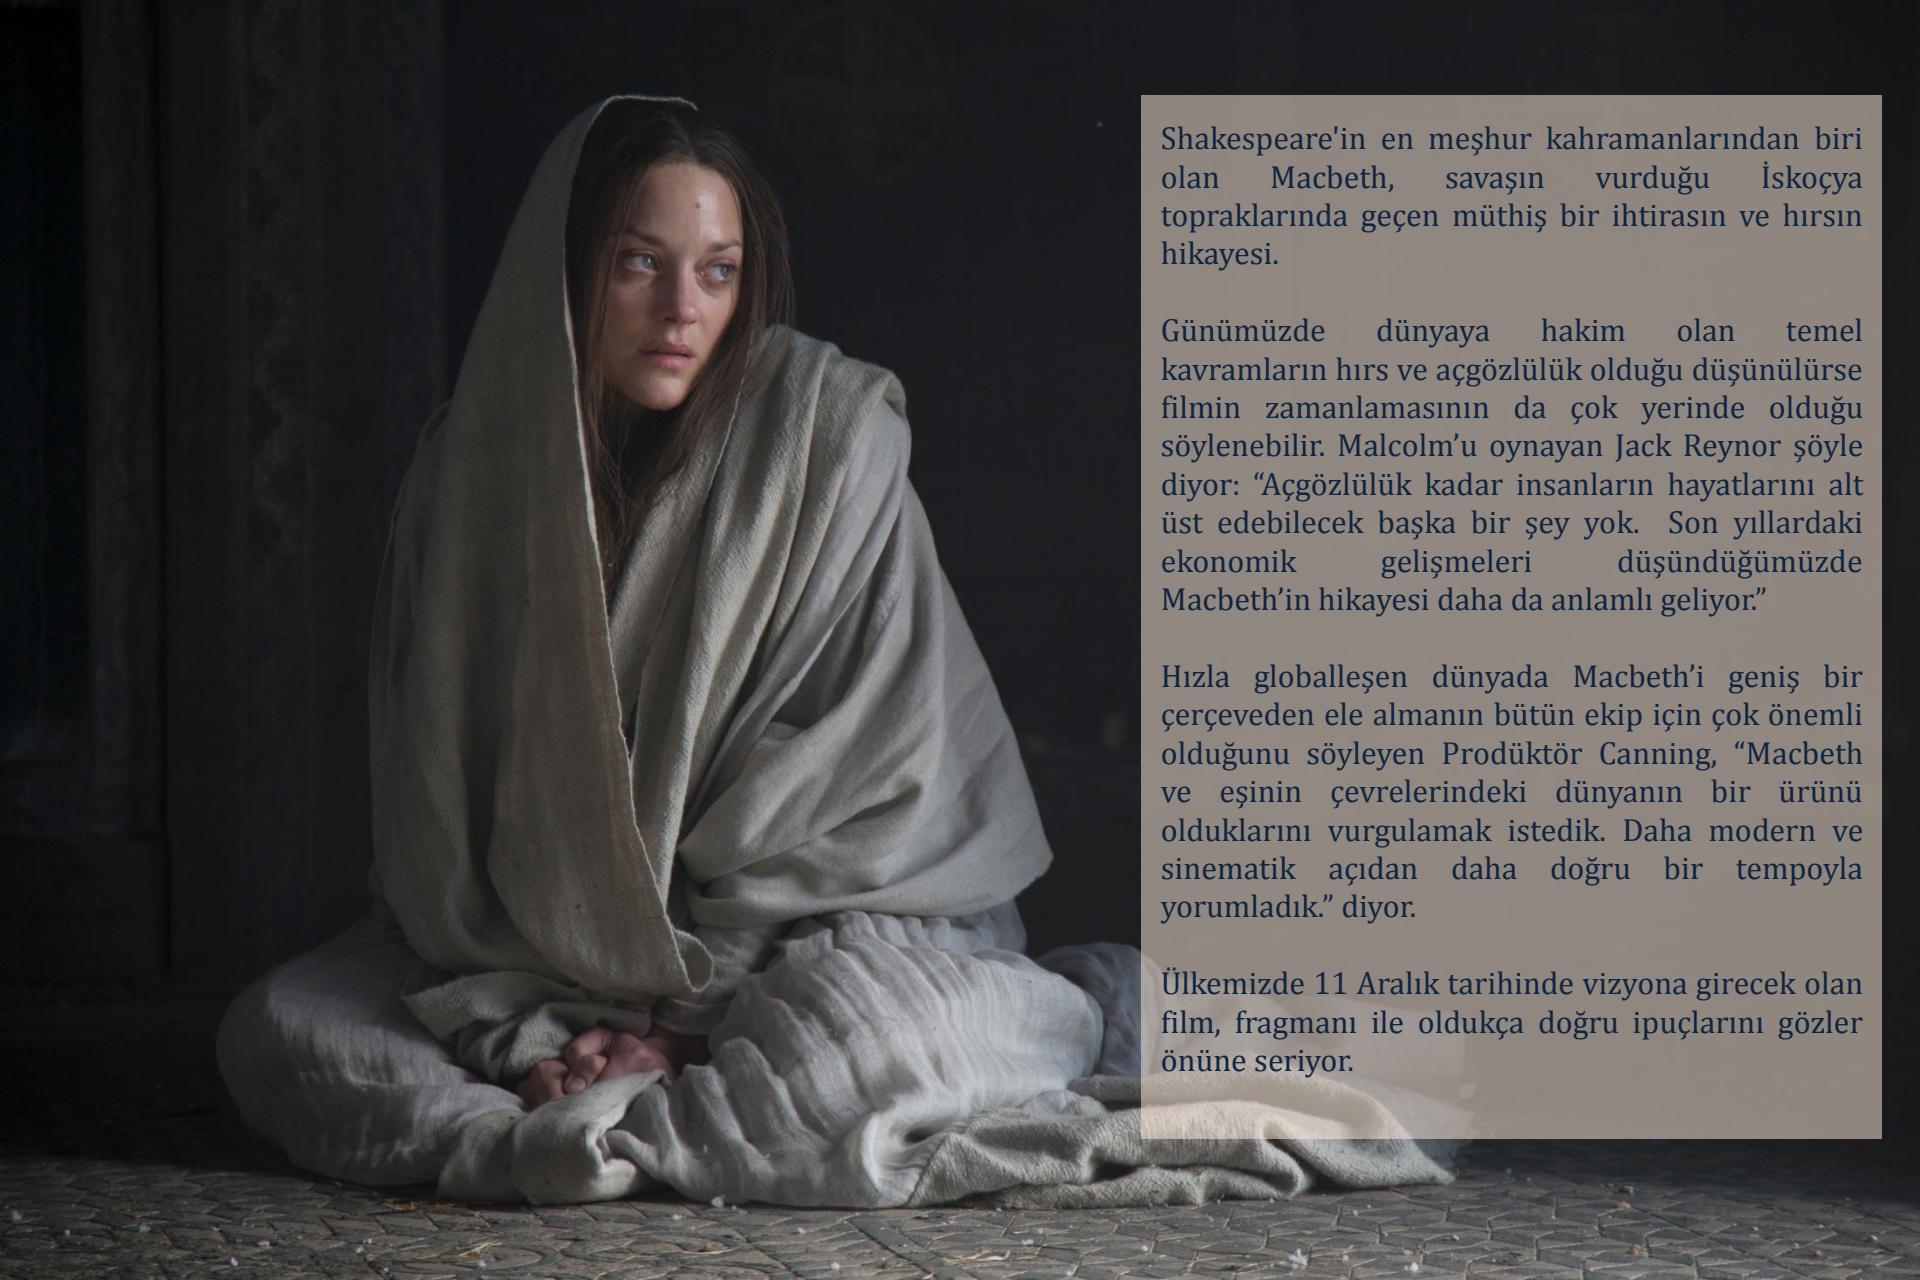 Shakespeare'in en meşhur kahramanlarından biri
olan Macbeth, savaşın vurduğu İskoçya
topraklarında geçen müthiş bir ihtirasın ve hırsın
hikayesi.
Günümüzde dünyaya hakim olan temel
kavramların hırs ve açgözlülük olduğu düşünülürse
filmin zamanlamasının da çok yerinde olduğu
söylenebilir. Malcolm’u oynayan Jack Reynor şöyle
diyor: “Açgözlülük kadar insanların hayatlarını alt
üst edebilecek başka bir şey yok.  Son yıllardaki
ekonomik gelişmeleri düşündüğümüzde
Macbeth’in hikayesi daha da anlamlı geliyor.”
Hızla globalleşen dünyada Macbeth’i geniş bir
çerçeveden ele almanın bütün ekip için çok önemli
olduğunu söyleyen Prodüktör Canning, “Macbeth
ve eşinin çevrelerindeki dünyanın bir ürünü
olduklarını vurgulamak istedik. Daha modern ve
sinematik açıdan daha doğru bir tempoyla
yorumladık.” diyor.
Ülkemizde 11 Aralık tarihinde vizyona girecek olan
film, fragmanı ile oldukça doğru ipuçlarını gözler
önüne seriyor.